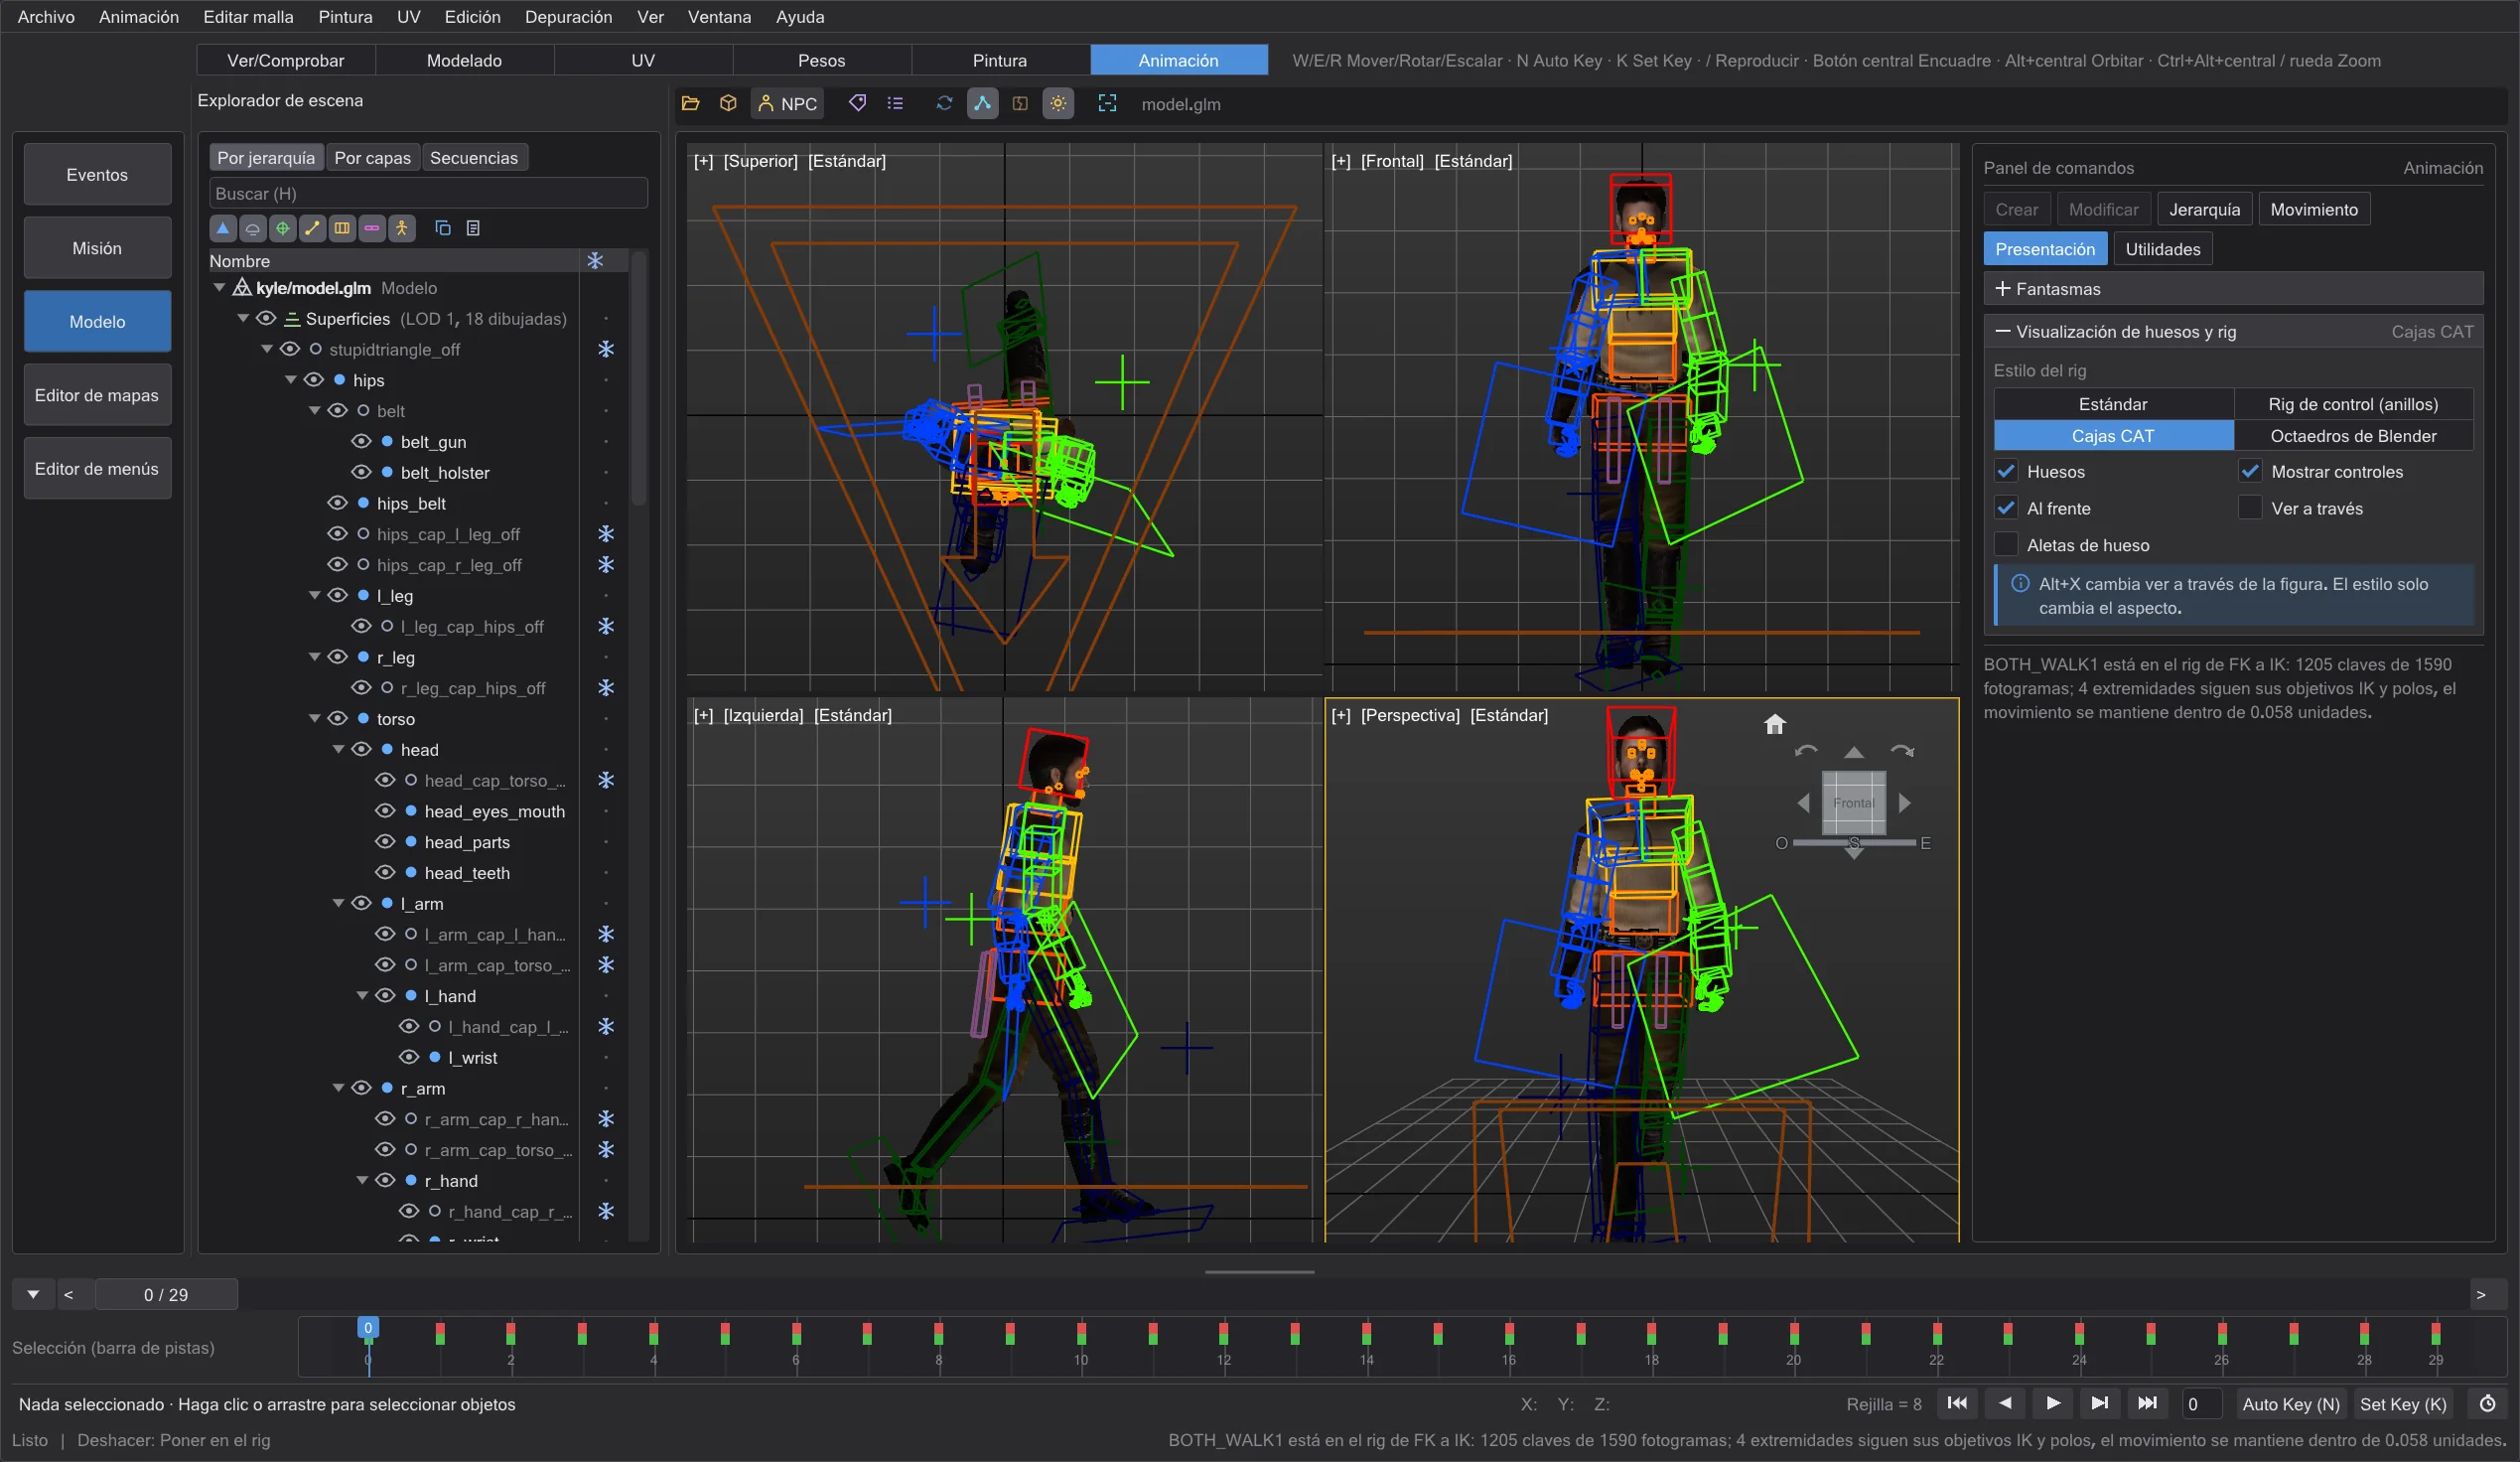 Archivo Animación Editar malla Pintura UV Edición Depuración Ver Ventana Ayuda
Ver/Comprobar Modelado UV Pesos Pintura Animación W/E/R Mover/Rotar/Escalar · N Auto Key · K Set Key · / Reproducir · Botón central Encuadre · Alt+central Orbitar · Ctrl+Alt+central / rueda Zoom
Explorador de escena
NPC model.glm
Eventos
Misión
Modelo
Editor de mapas
Editor de menús
Por jerarquía Por capas Secuencias
Buscar (H)
Nombre
kyle/model.glm Modelo
Superficies (LOD 1, 18 dibujadas)
stupidtriangle_off
hips
belt
belt_gun
belt_holster
hips_belt
hips_cap_l_leg_off
hips_cap_r_leg_off
l_leg
l_leg_cap_hips_off
r_leg
r_leg_cap_hips_off
torso
head
head_cap_torso_...
head_eyes_mouth
head_parts
head_teeth
l_arm
l_arm_cap_l_han...
l_arm_cap_torso_...
l_hand
l_hand_cap_l_...
l_wrist
r_arm
r_arm_cap_r_han...
r_arm_cap_torso_...
r_hand
r_hand_cap_r_...
r_wrist
[+] [Superior] [Estándar]
[+] [Frontal] [Estándar]
[+] [Izquierda] [Estándar]
[+] [Perspectiva] [Estándar]
Frontal
O S E
Panel de comandos Animación
Crear Modificar Jerarquía Movimiento
Presentación Utilidades
+ Fantasmas
− Visualización de huesos y rig Cajas CAT
Estilo del rig
Estándar Rig de control (anillos)
Cajas CAT Octaedros de Blender
Huesos Mostrar controles
Al frente Ver a través
Aletas de hueso
Alt+X cambia ver a través de la figura. El estilo solo
cambia el aspecto.
BOTH_WALK1 está en el rig de FK a IK: 1205 claves de 1590
fotogramas; 4 extremidades siguen sus objetivos IK y polos, el
movimiento se mantiene dentro de 0.058 unidades.
< 0 / 29 >
0
Selección (barra de pistas)
0 2 4 6 8 10 12 14 16 18 20 22 24 26 28 29
Nada seleccionado · Haga clic o arrastre para seleccionar objetos X: Y: Z: Rejilla = 8 0 Auto Key (N) Set Key (K)
Listo | Deshacer: Poner en el rig BOTH_WALK1 está en el rig de FK a IK: 1205 claves de 1590 fotogramas; 4 extremidades siguen sus objetivos IK y polos, el movimiento se mantiene dentro de 0.058 unidades.